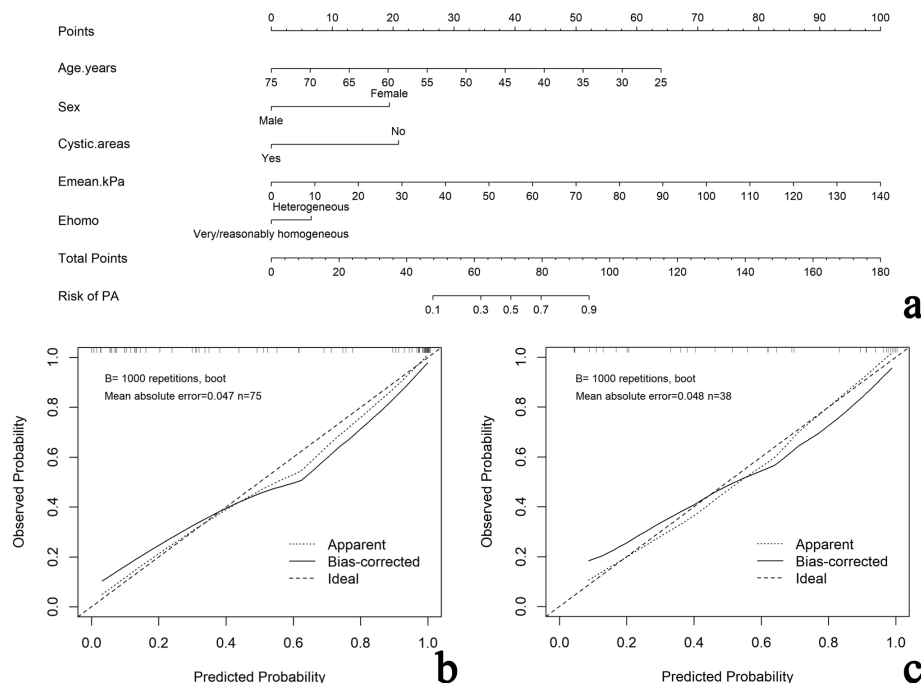 Points
0 10 20 30 40 50 60 70 80 90 100
Age.years
75 70 65 60 55 50 45 40 35 30 25
Sex
Female
Male
Cystic.areas
No
Yes
Emean.kPa
0 10 20 30 40 50 60 70 80 90 100 110 120 130 140
Ehomo
Heterogeneous
Very/reasonably homogeneous
Total Points
0 20 40 60 80 100 120 140 160 180
Risk of PA
0.1 0.3 0.5 0.7 0.9
a
B= 1000 repetitions, boot
Mean absolute error=0.047 n=75
Apparent
Bias-corrected
Ideal
Observed Probability
0.0 0.2 0.4 0.6 0.8 1.0
0.0 0.2 0.4 0.6 0.8 1.0
Predicted Probability
b
B= 1000 repetitions, boot
Mean absolute error=0.048 n=38
Apparent
Bias-corrected
Ideal
Observed Probability
0.0 0.2 0.4 0.6 0.8 1.0
0.0 0.2 0.4 0.6 0.8 1.0
Predicted Probability
c